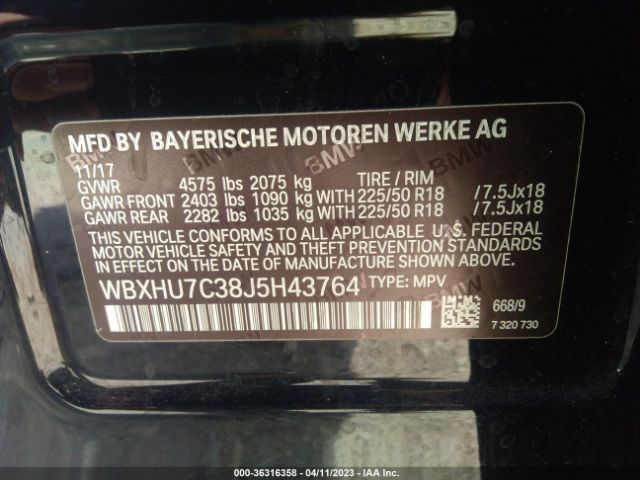 MFD BY BAYERISCHE MOTOREN WERKE AG
11/17
GVWR 4575 lbs 2075 kg TIRE / RIM
GAWR FRONT 2403 lbs 1090 kg WITH 225/50 R18 /7.5Jx18
GAWR REAR 2282 lbs 1035 kg WITH 225/50 R18 /7.5Jx18
THIS VEHICLE CONFORMS TO ALL APPLICABLE U.S. FEDERAL
MOTOR VEHICLE SAFETY AND THEFT PREVENTION STANDARDS
IN EFFECT ON THE DATE OF MANUFACTURE SHOWN ABOVE.
WBXHU7C38J5H43764 TYPE: MPV
668/9
7 320 730
000-36316358 - 04/11/2023 - IAA Inc.